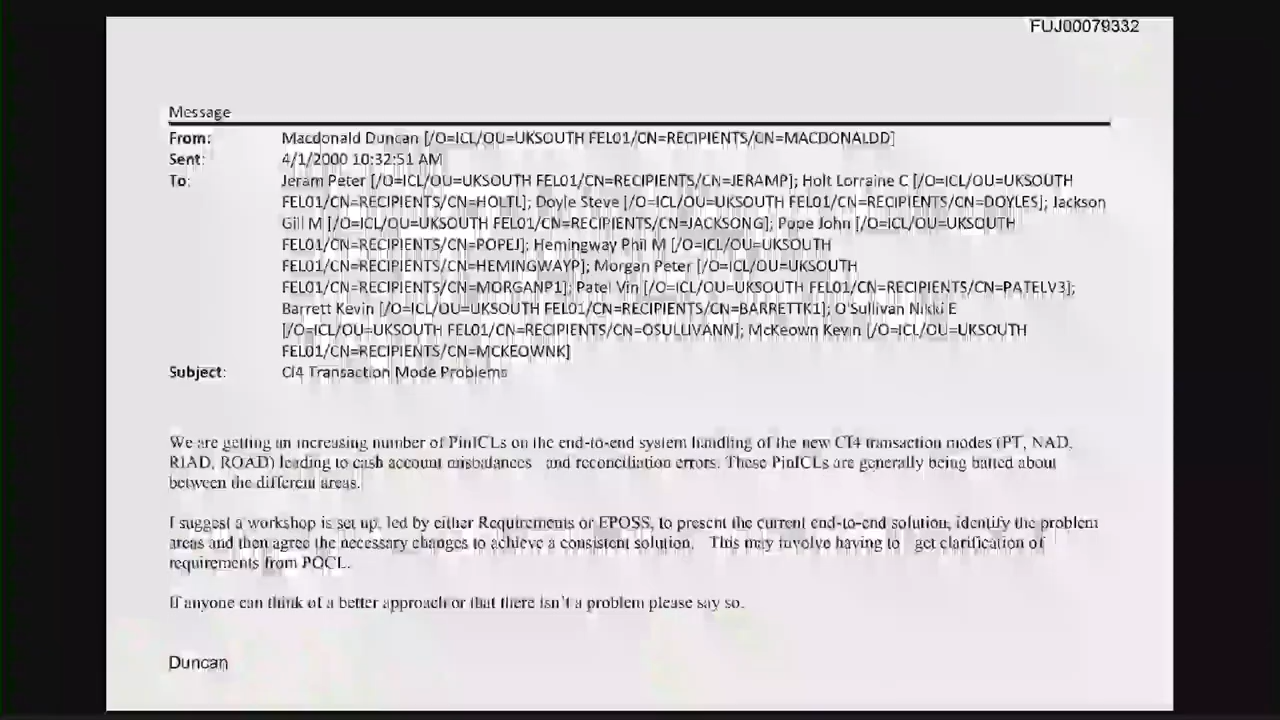 FUJ00079332
Message
From: Macdonald Duncan [/O=ICL/OU=UKSOUTH FEL01/CN=RECIPIENTS/CN=MACDONALDD]
Sent: 4/1/2000 10:32:51 AM
To: Jeram Peter [/O=ICL/OU=UKSOUTH FEL01/CN=RECIPIENTS/CN=JERAMP]; Holt Lorraine C [/O=ICL/OU=UKSOUTH
FEL01/CN=RECIPIENTS/CN=HOLTL]; Doyle Steve [/O=ICL/OU=UKSOUTH FEL01/CN=RECIPIENTS/CN=DOYLES]; Jackson
Gill M [/O=ICL/OU=UKSOUTH FEL01/CN=RECIPIENTS/CN=JACKSONG]; Pope John [/O=ICL/OU=UKSOUTH
FEL01/CN=RECIPIENTS/CN=POPEJ]; Hemingway Phil M [/O=ICL/OU=UKSOUTH
FEL01/CN=RECIPIENTS/CN=HEMINGWAYP]; Morgan Peter [/O=ICL/OU=UKSOUTH
FEL01/CN=RECIPIENTS/CN=MORGANP1]; Patel Vin [/O=ICL/OU=UKSOUTH FEL01/CN=RECIPIENTS/CN=PATELV3];
Barrett Kevin [/O=ICL/OU=UKSOUTH FEL01/CN=RECIPIENTS/CN=BARRETTK1]; O'Sullivan Nikki E
[/O=ICL/OU=UKSOUTH FEL01/CN=RECIPIENTS/CN=OSULLIVANN]; McKeown Kevin [/O=ICL/OU=UKSOUTH
FEL01/CN=RECIPIENTS/CN=MCKEOWNK]
Subject: CI4 Transaction Mode Problems
We are getting an increasing number of PinICLs on the end-to-end system handling of the new CI4 transaction modes (PT, NAD,
RIAD, ROAD) leading to cash account misbalances and reconciliation errors. These PinICLs are generally being batted about
between the different areas.
I suggest a workshop is set up, led by either Requirements or EPOSS, to present the current end-to-end solution, identify the problem
areas and then agree the necessary changes to achieve a consistent solution. This may involve having to get clarification of
requirements from POCL.
If anyone can think of a better approach or that there isn't a problem please say so.
Duncan